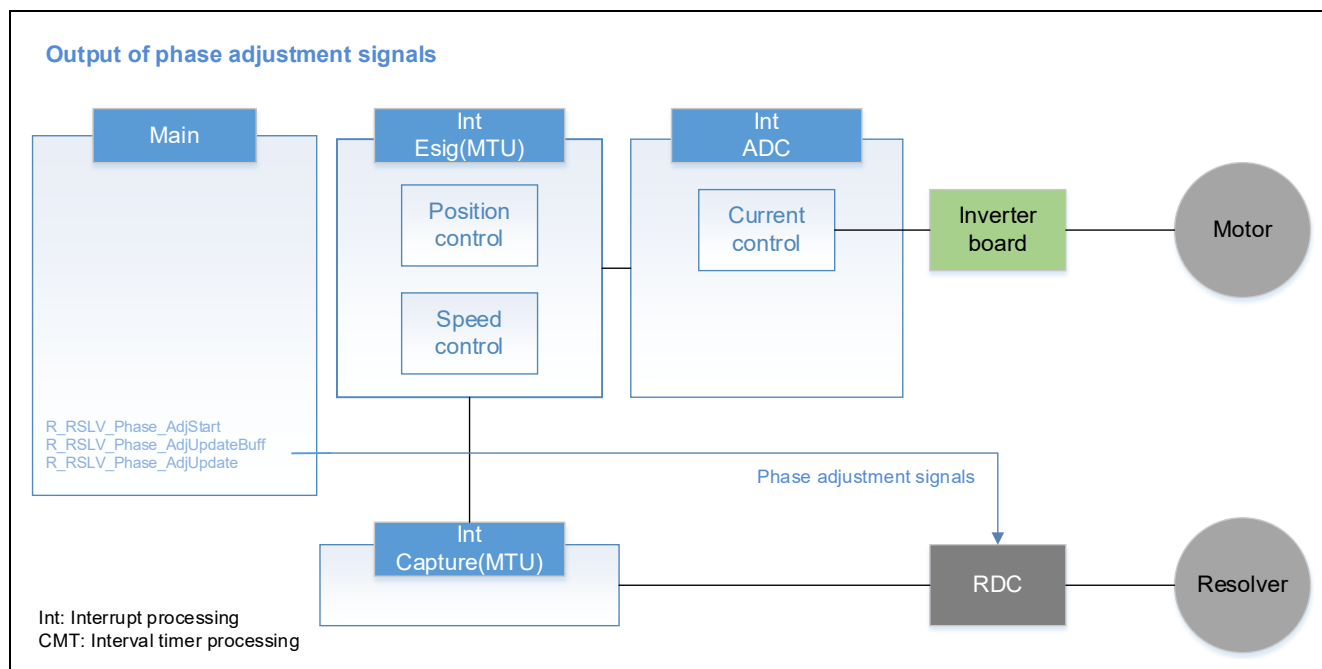 Output of phase adjustment signals
Main
Int
Esig(MTU)
Int
ADC
Position
control
Current
control
Inverter
board
Motor
Speed
control
R_RSLV_Phase_AdjStart
R_RSLV_Phase_AdjUpdateBuff
R_RSLV_Phase_AdjUpdate
Phase adjustment signals
Int
Capture(MTU)
RDC
Resolver
Int: Interrupt processing
CMT: Interval timer processing